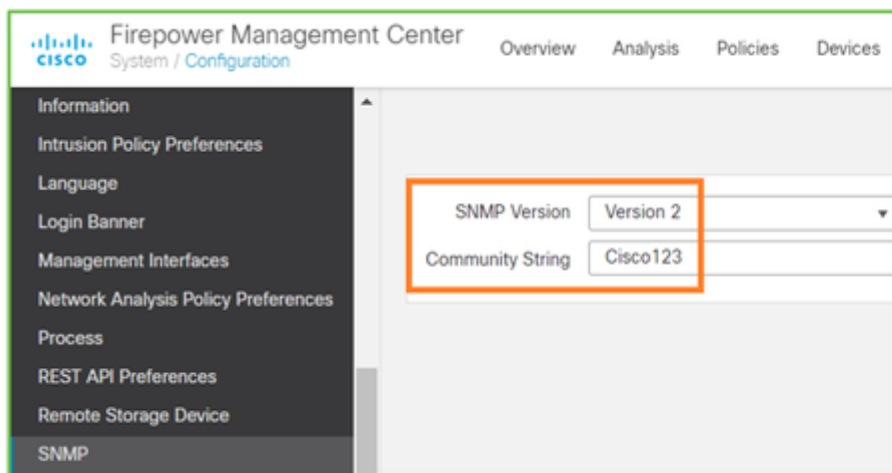 Firepower Management Center
CISCO System / Configuration
Overview Analysis Policies Devices
Information
Intrusion Policy Preferences
Language
Login Banner
Management Interfaces
Network Analysis Policy Preferences
Process
REST API Preferences
Remote Storage Device
SNMP
SNMP Version Version 2
Community String Cisco123